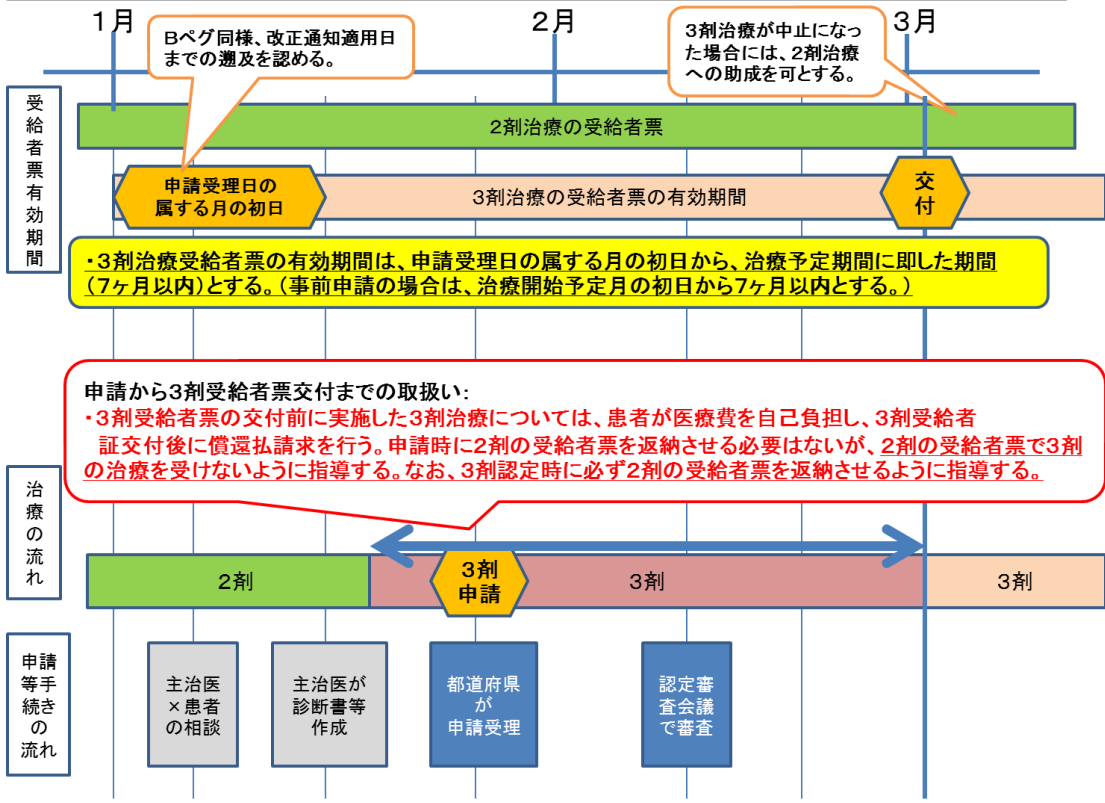 1月
2月
3月
Bペグ同様、改正通知適用日
までの遡及を認める。
3剤治療が中止になっ
た場合には、2剤治療
への助成を可とする。
受給者票有効期間
2剤治療の受給者票
申請受理日の
属する月の初日
3剤治療の受給者票の有効期間
交
付
・3剤治療受給者票の有効期間は、申請受理日の属する月の初日から、治療予定期間に即した期間
(7ヶ月以内)とする。(事前申請の場合は、治療開始予定月の初日から7ヶ月以内とする。)
申請から3剤受給者票交付までの取扱い:
・3剤受給者票の交付前に実施した3剤治療については、患者が医療費を自己負担し、3剤受給者
証交付後に償還払請求を行う。申請時に2剤の受給者票を返納させる必要はないが、2剤の受給者票で3剤
の治療を受けないように指導する。なお、3剤認定時に必ず2剤の受給者票を返納させるように指導する。
治療の流れ
2剤
3剤
申請
3剤
3剤
申請
等手
続き
の
流れ
主治医
×患者
の相談
主治医が
診断書等
作成
都道府県
が
申請受理
認定審
査会議
で審査